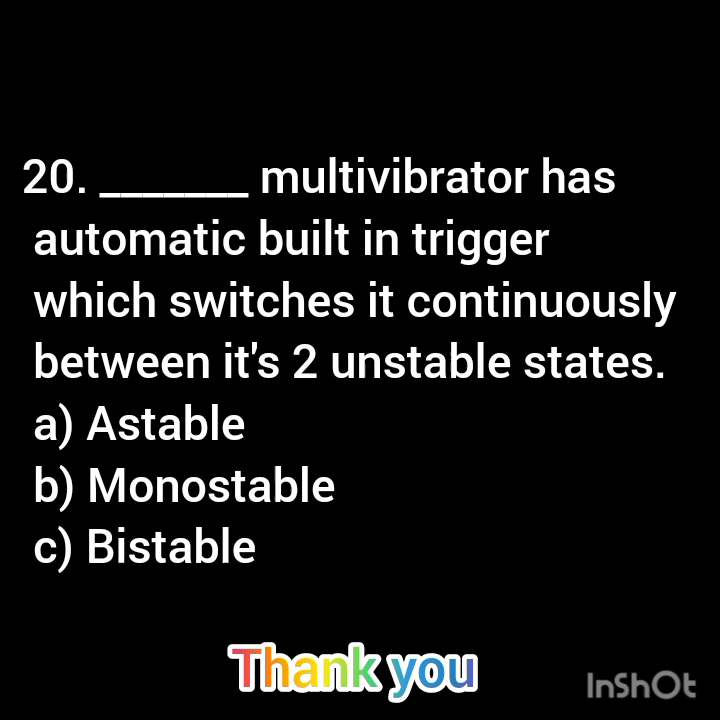 20. _______ multivibrator has
automatic built in trigger
which switches it continuously
between it's 2 unstable states.
a) Astable
b) Monostable
c) Bistable
Thank you
InShOt